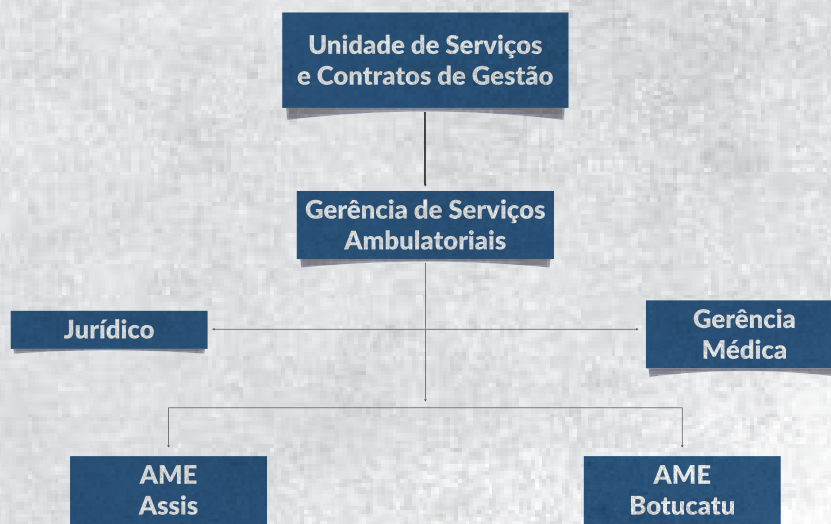 Unidade de Serviços
e Contratos de Gestão
Gerência de Serviços
Ambulatoriais
Jurídico
Gerência
Médica
AME
Assis
AME
Botucatu